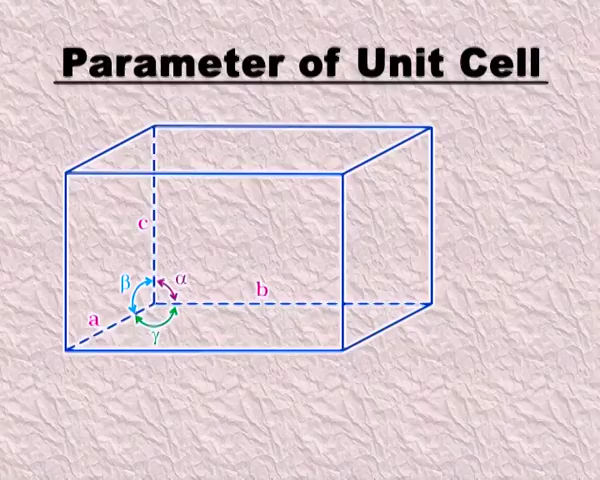 Parameter of Unit Cell
c
β
α
b
a
γ